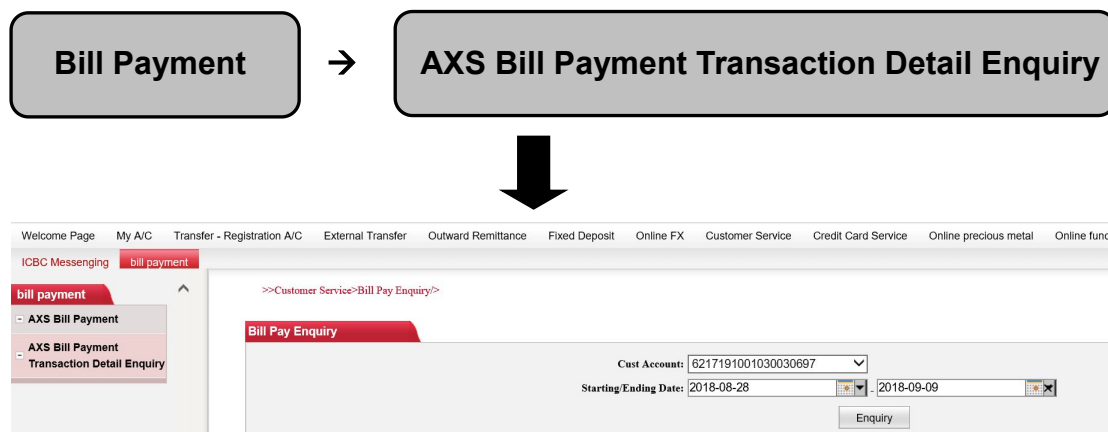 Bill Payment → AXS Bill Payment Transaction Detail Enquiry
Welcome Page My A/C Transfer - Registration A/C External Transfer Outward Remittance Fixed Deposit Online FX Customer Service Credit Card Service Online precious metal Online func
ICBC Messenging bill payment
bill payment
AXS Bill Payment
AXS Bill Payment
Transaction Detail Enquiry
>>Customer Service>Bill Pay Enquiry/>
Bill Pay Enquiry
Cust Account: 6217191001030030697
Starting/Ending Date: 2018-08-28 - 2018-09-09
Enquiry